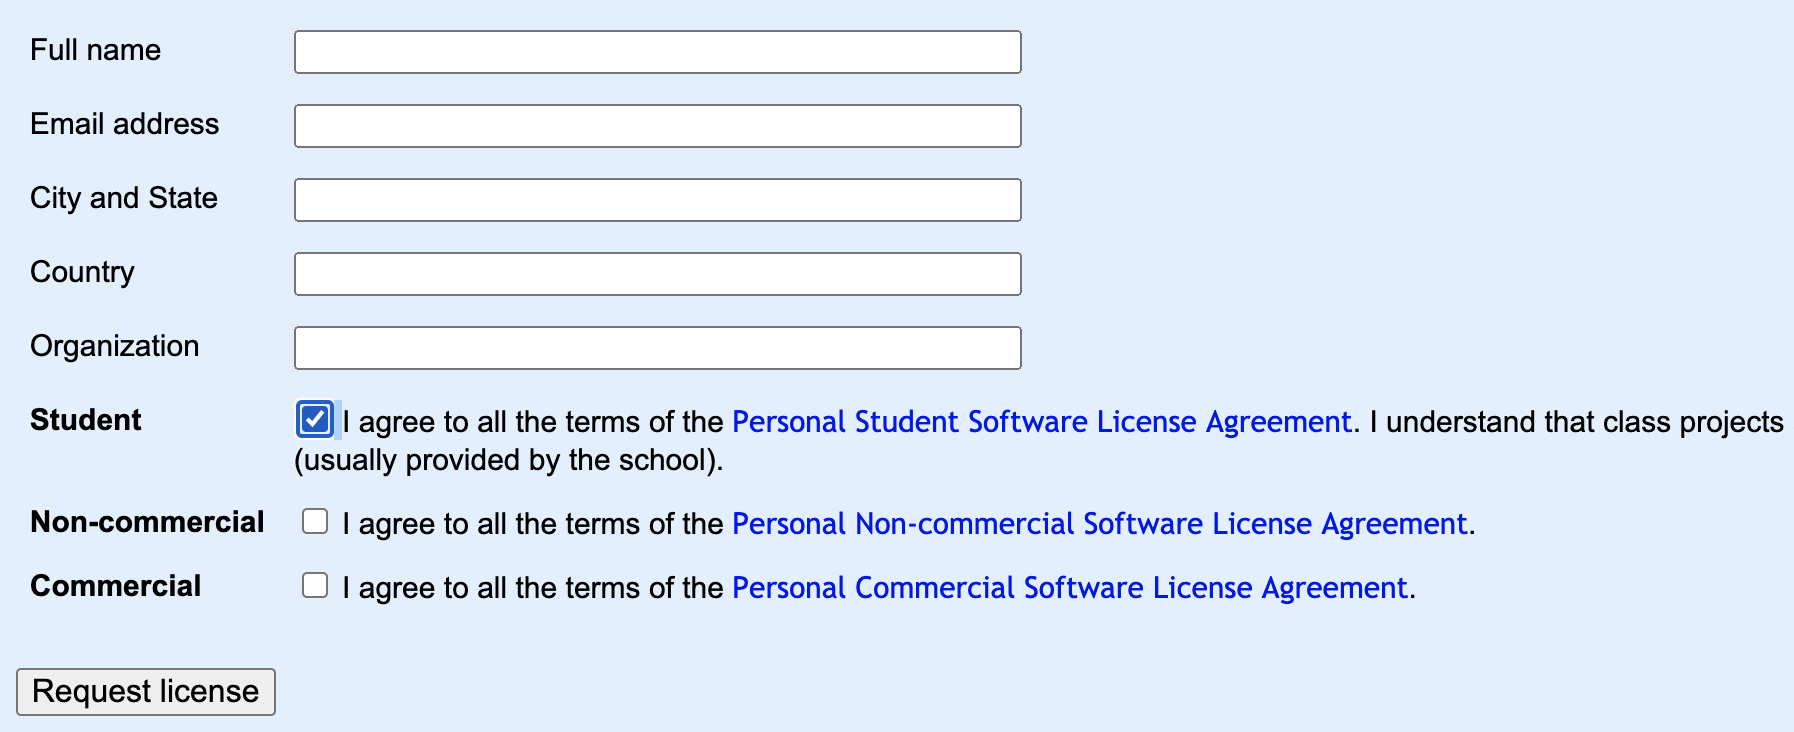 Full name
Email address
City and State
Country
Organization
Student I agree to all the terms of the Personal Student Software License Agreement. I understand that class projects
(usually provided by the school).
Non-commercial I agree to all the terms of the Personal Non-commercial Software License Agreement.
Commercial I agree to all the terms of the Personal Commercial Software License Agreement.
Request license